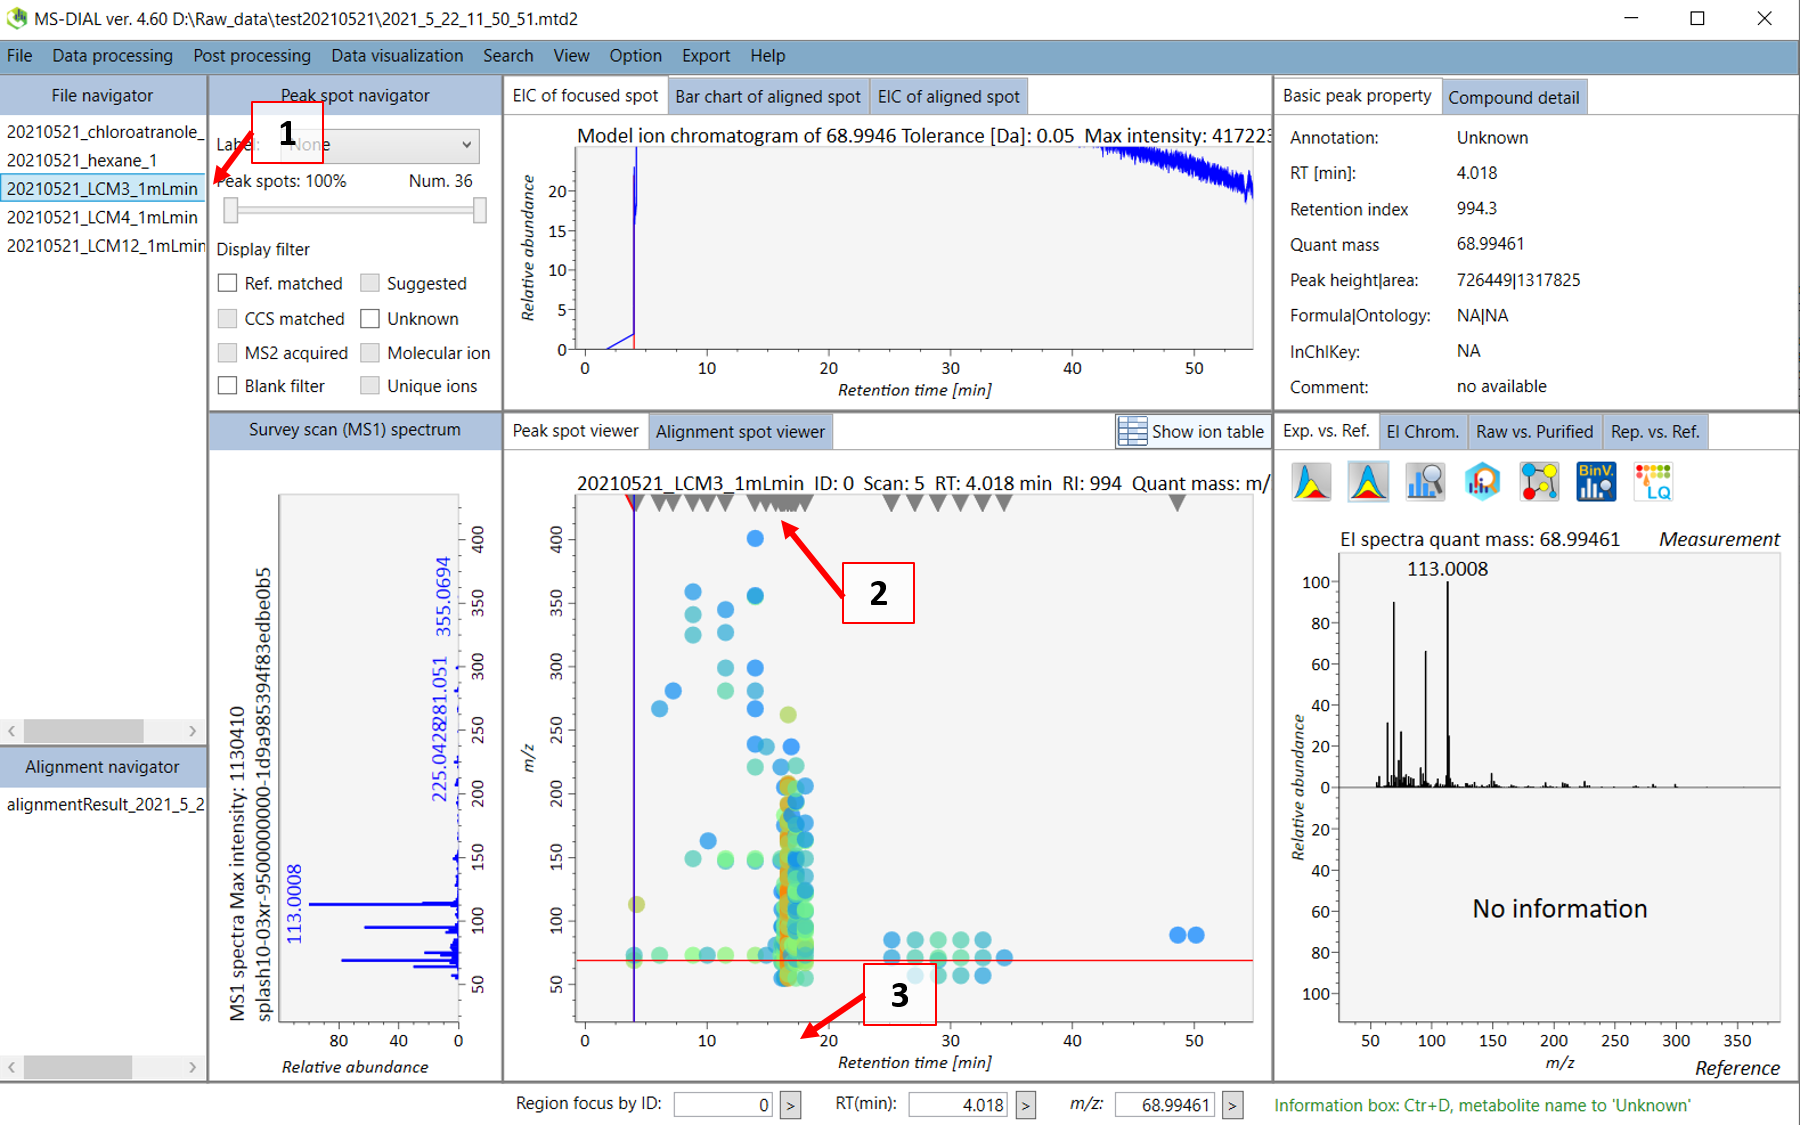 MS-DIAL ver. 4.60 D:\Raw_data\test20210521\2021_5_22_11_50_51.mtd2
File Data processing Post processing Data visualization Search View Option Export Help
File navigator
20210521_chloroatranole_
20210521_hexane_1
20210521_LCM3_1mLmin
20210521_LCM4_1mLmin
20210521_LCM12_1mLmin
Alignment navigator
alignmentResult_2021_5_2
Peak spot navigator
Label: None
1
Peak spots: 100% Num. 36
Display filter
Ref. matched Suggested
CCS matched Unknown
MS2 acquired Molecular ion
Blank filter Unique ions
Survey scan (MS1) spectrum
MS1 spectra Max intensity: 1130410
113.0008
225.0428
281.051
355.0694
400
350
300
250
200
150
100
50
80 40 0
Relative abundance
EIC of focused spot Bar chart of aligned spot EIC of aligned spot
Model ion chromatogram of 68.9946 Tolerance [Da]: 0.05 Max intensity: 417223
Relative abundance
20
15
10
5
0
0 10 20 30 40 50
Retention time [min]
Peak spot viewer Alignment spot viewer Show ion table
20210521_LCM3_1mLmin ID: 0 Scan: 5 RT: 4.018 min RI: 994 Quant mass: m/
m/z
400
350
300
250
200
150
100
50
2
3
0 10 20 30 40 50
Retention time [min]
Basic peak property Compound detail
Annotation: Unknown
RT [min]: 4.018
Retention index 994.3
Quant mass 68.99461
Peak height|area: 726449|1317825
Formula|Ontology: NA|NA
InChIKey: NA
Comment: no available
Exp. vs. Ref. EI Chrom. Raw vs. Purified Rep. vs. Ref.
BinV.
LQ
EI spectra quant mass: 68.99461 Measurement
113.0008
Relative abundance
100
80
60
40
20
0
20
40
60
80
100
No information
50 100 150 200 250 300 350
m/z
Reference
Region focus by ID: 0 > RT(min): 4.018 > m/z: 68.99461 >
Information box: Ctr+D, metabolite name to 'Unknown'